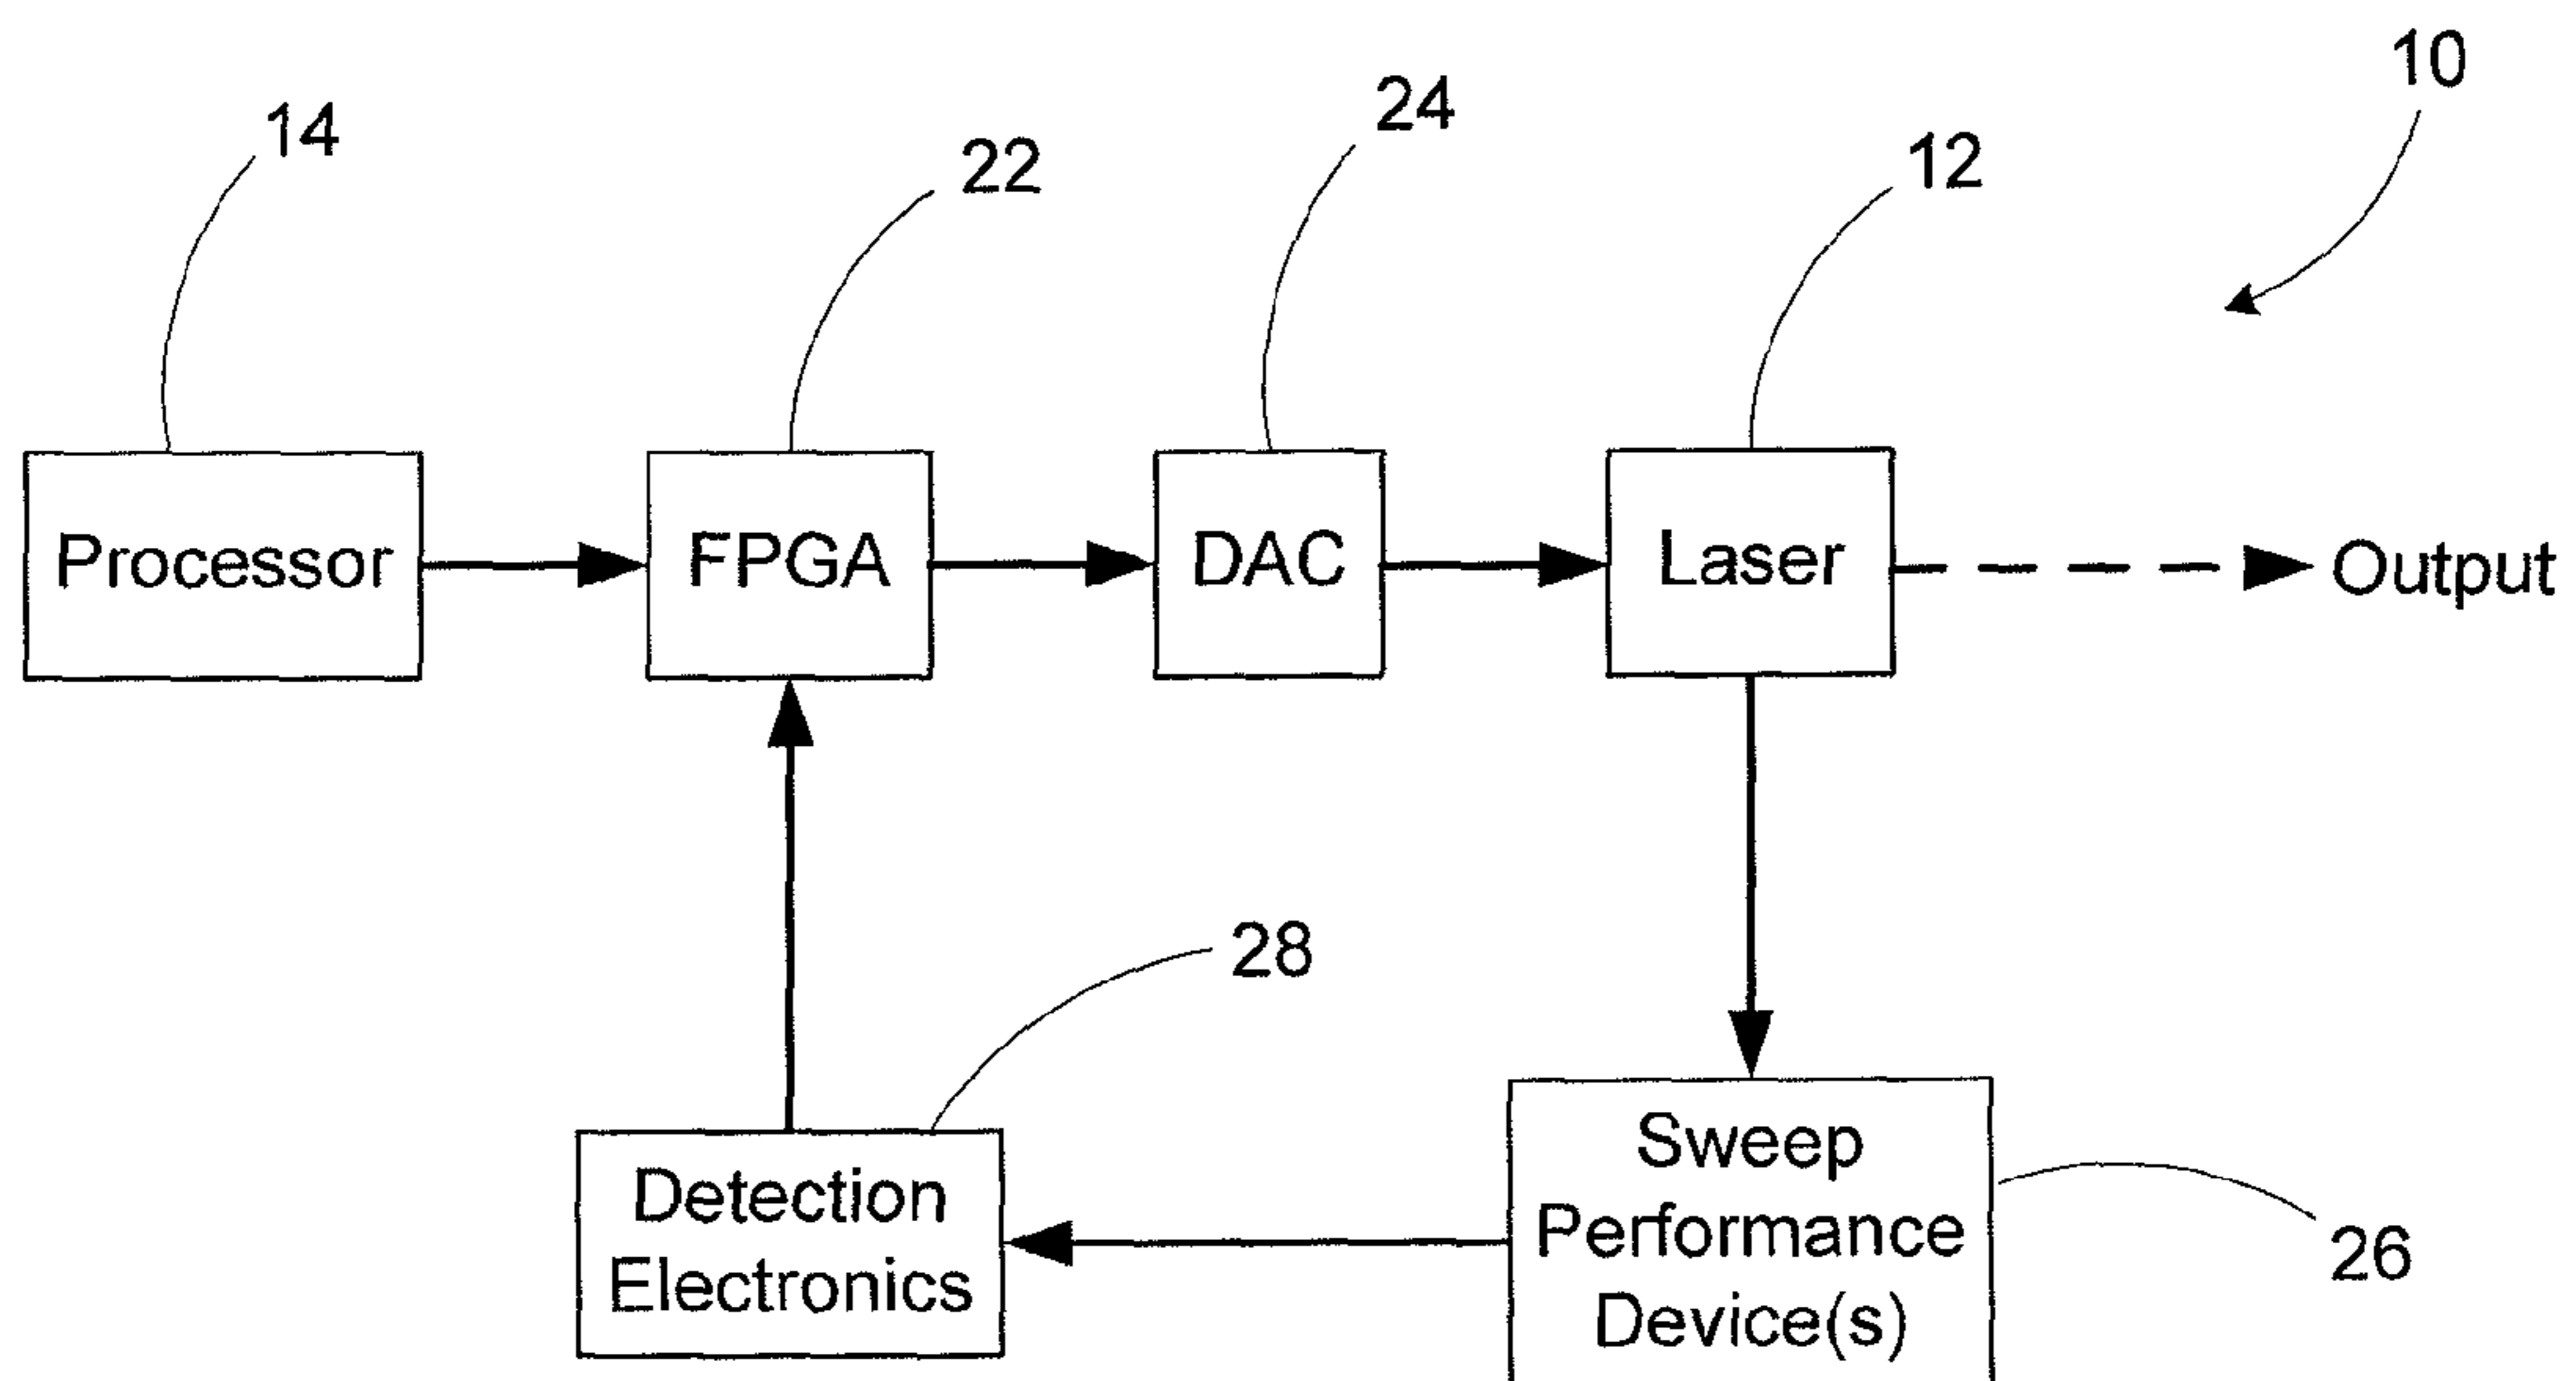 10
24
14
12
22
Processor
FPGA
DAC
Laser
Output
28
Sweep
Performance
Device(s)
Detection
Electronics
26